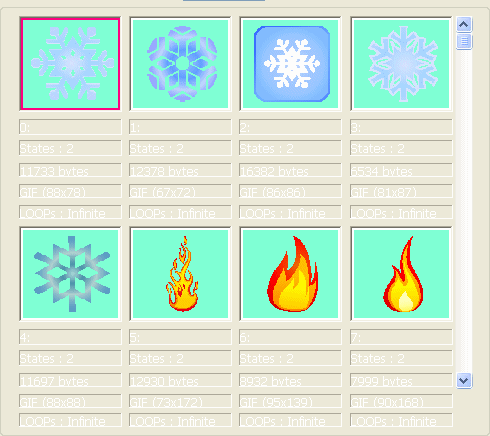 0: 1: 2: 3:
States : 2 States : 2 States : 2 States : 2
11733 bytes 12378 bytes 16382 bytes 6534 bytes
GIF (88x78) GIF (67x72) GIF (86x86) GIF (81x87)
LOOPs : Infinite LOOPs : Infinite LOOPs : Infinite LOOPs : Infinite
4: 5: 6: 7:
States : 2 States : 2 States : 2 States : 2
11697 bytes 12930 bytes 8932 bytes 7999 bytes
GIF (88x88) GIF (73x172) GIF (95x139) GIF (90x168)
LOOPs : Infinite LOOPs : Infinite LOOPs : Infinite LOOPs : Infinite